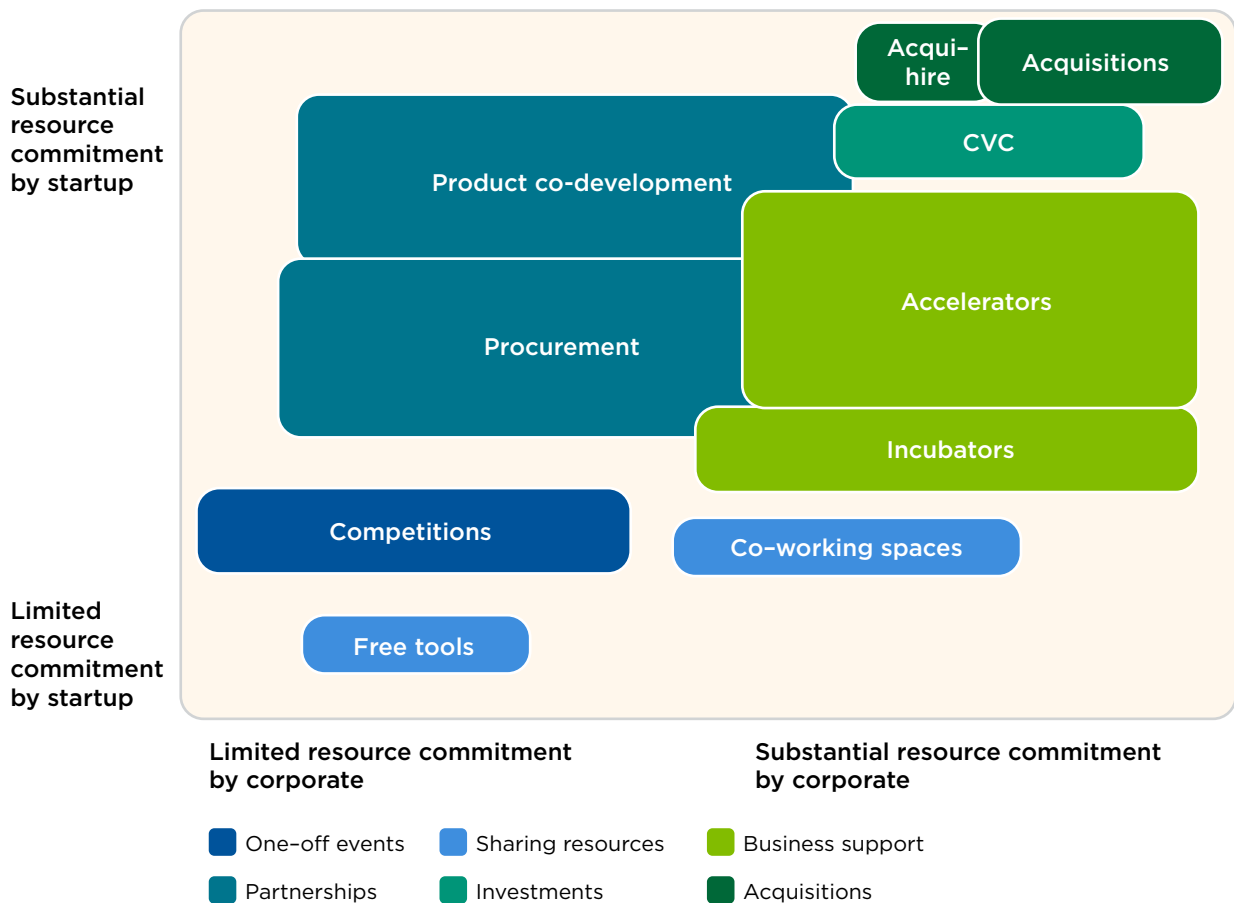 Substantial
resource
commitment
by startup
Acqui–
hire
Acquisitions
CVC
Product co-development
Accelerators
Procurement
Incubators
Competitions
Co–working spaces
Limited
resource
commitment
by startup
Free tools
Limited resource commitment
by corporate
Substantial resource commitment
by corporate
One–off events
Sharing resources
Business support
Partnerships
Investments
Acquisitions